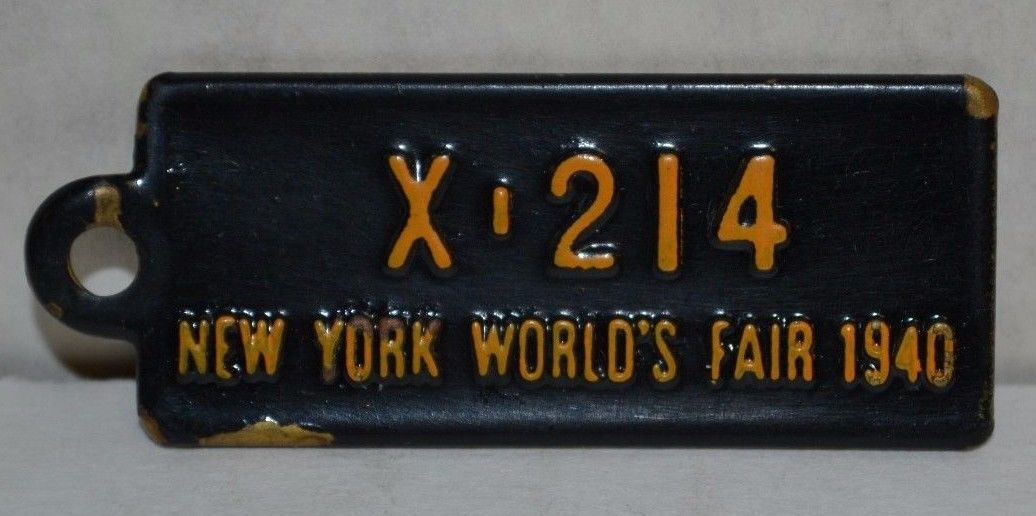 X-214
NEW YORK WORLD'S FAIR 1940